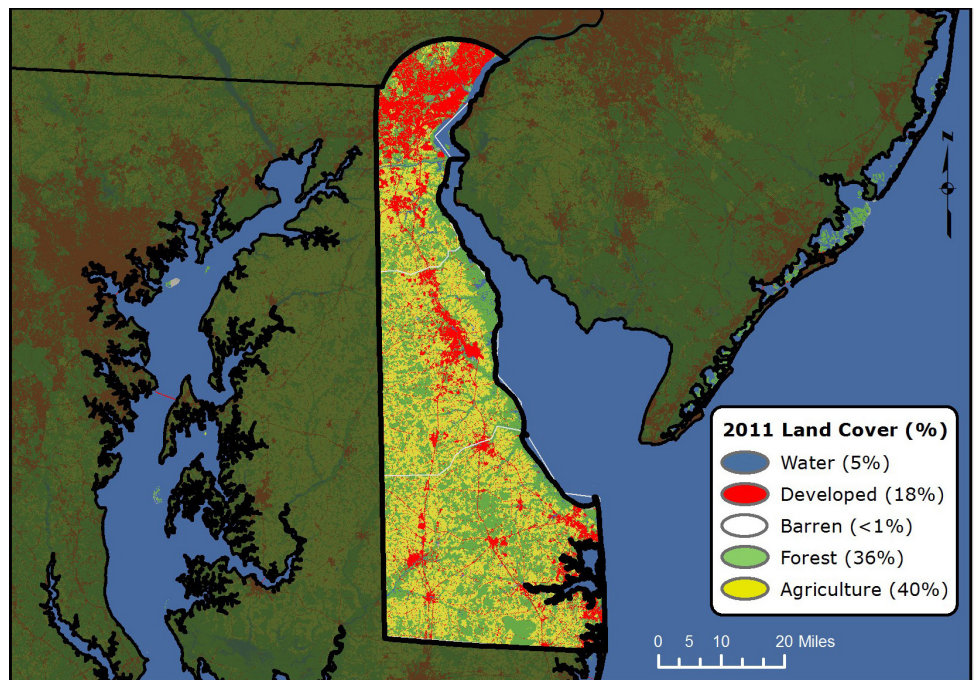 N
2011 Land Cover (%)
Water (5%)
Developed (18%)
Barren (<1%)
Forest (36%)
Agriculture (40%)
0 5 10 20 Miles